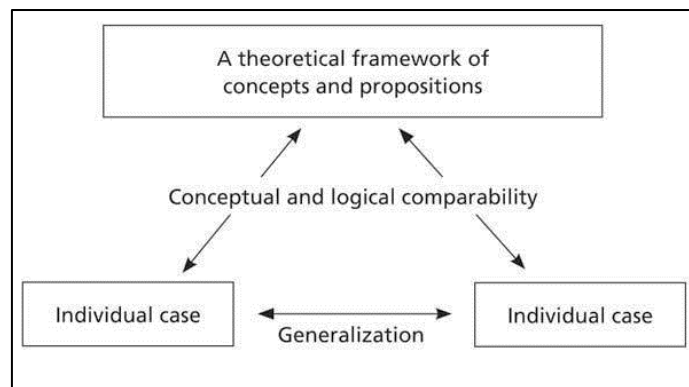 A theoretical framework of
concepts and propositions
Conceptual and logical comparability
Individual case
Generalization
Individual case